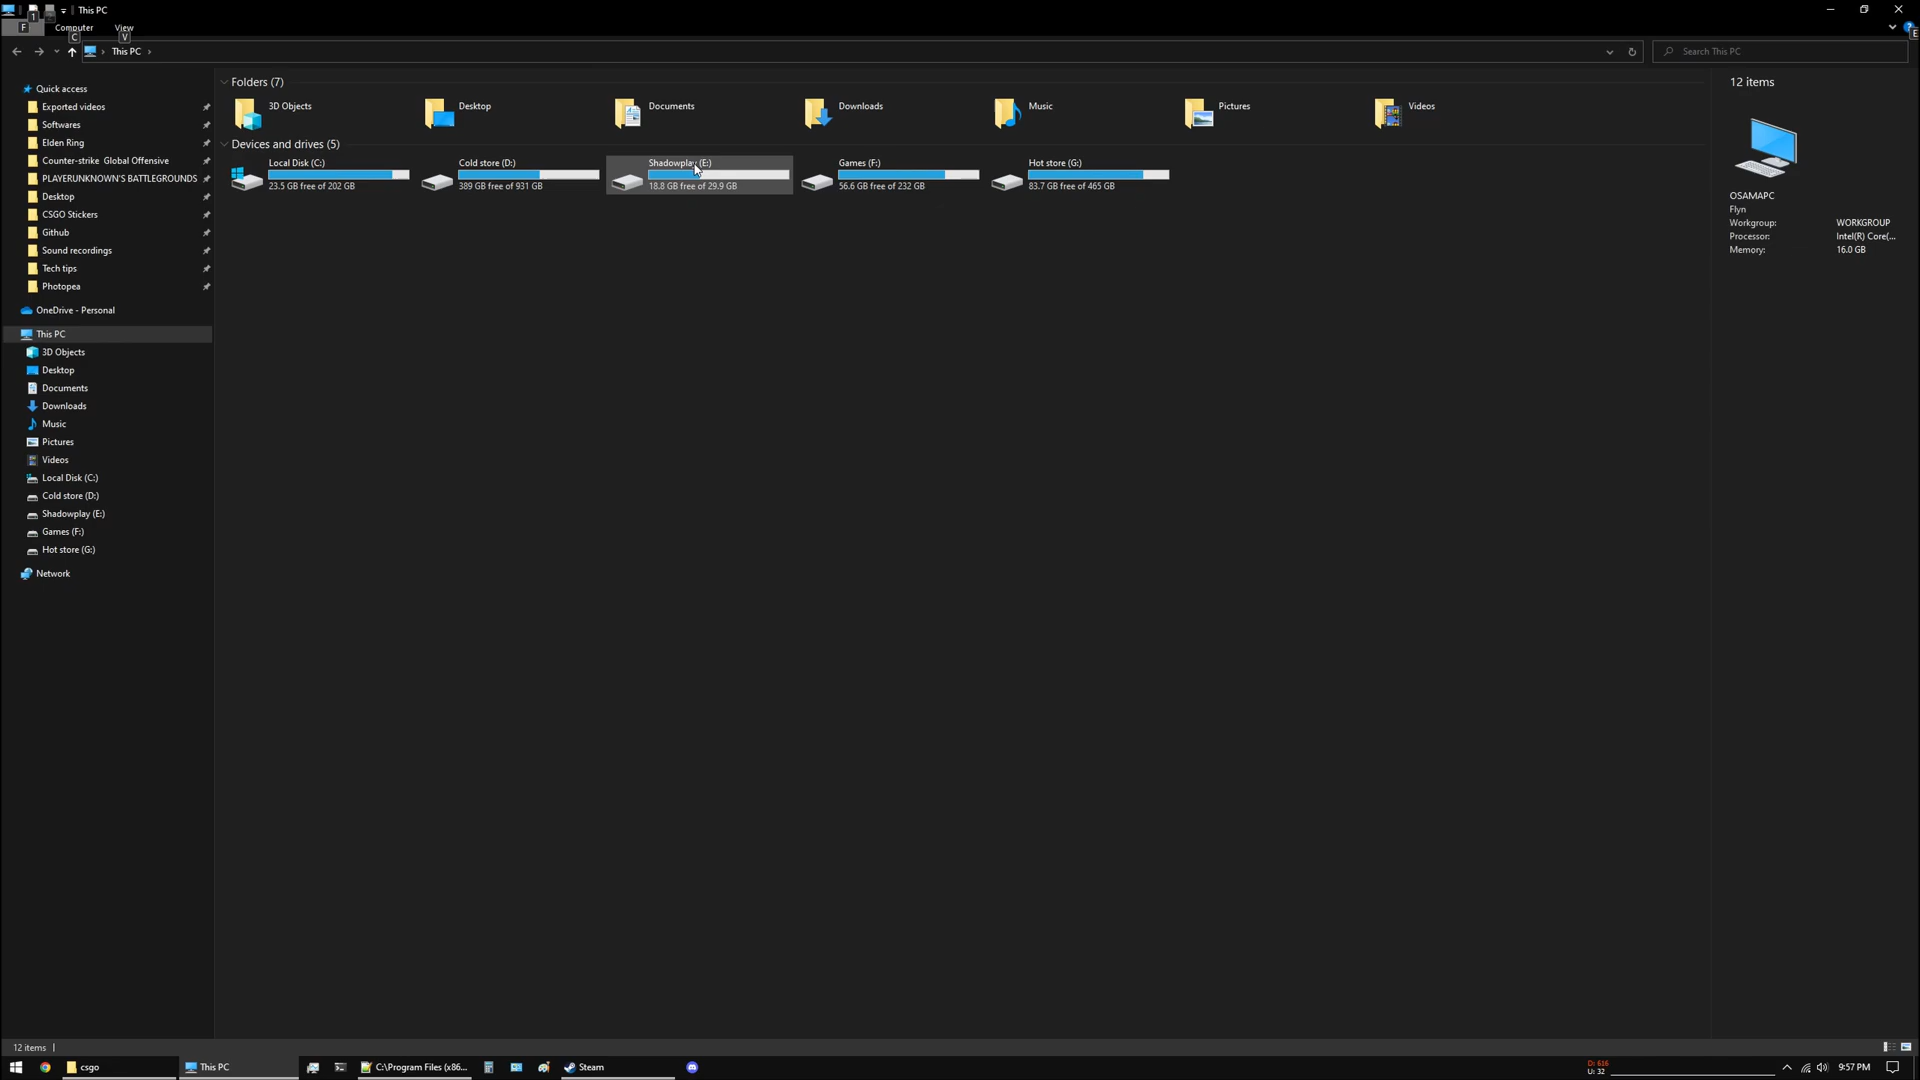 This PC
1
F
Computer
C
View
V
E
This PC
Search This PC
Quick access
Exported videos
Softwares
Elden Ring
Counter-strike Global Offensive
PLAYERUNKNOWN'S BATTLEGROUNDS
Desktop
CSGO Stickers
Github
Sound recordings
Tech tips
Photopea
OneDrive - Personal
This PC
3D Objects
Desktop
Documents
Downloads
Music
Pictures
Videos
Local Disk (C:)
Cold store (D:)
Shadowplay (E:)
Games (F:)
Hot store (G:)
Network
Folders (7)
3D Objects
Desktop
Documents
Downloads
Music
Pictures
Videos
Devices and drives (5)
Local Disk (C:)
23.5 GB free of 202 GB
Cold store (D:)
389 GB free of 931 GB
Shadowplay (E:)
18.8 GB free of 29.9 GB
Games (F:)
56.6 GB free of 232 GB
Hot store (G:)
83.7 GB free of 465 GB
12 items
OSAMAPC
Flyn
Workgroup: WORKGROUP
Processor: Intel(R) Core(...
Memory: 16.0 GB
12 items
csgo
This PC
C:\Program Files (x86...
Steam
D: 616
U: 32
9:57 PM